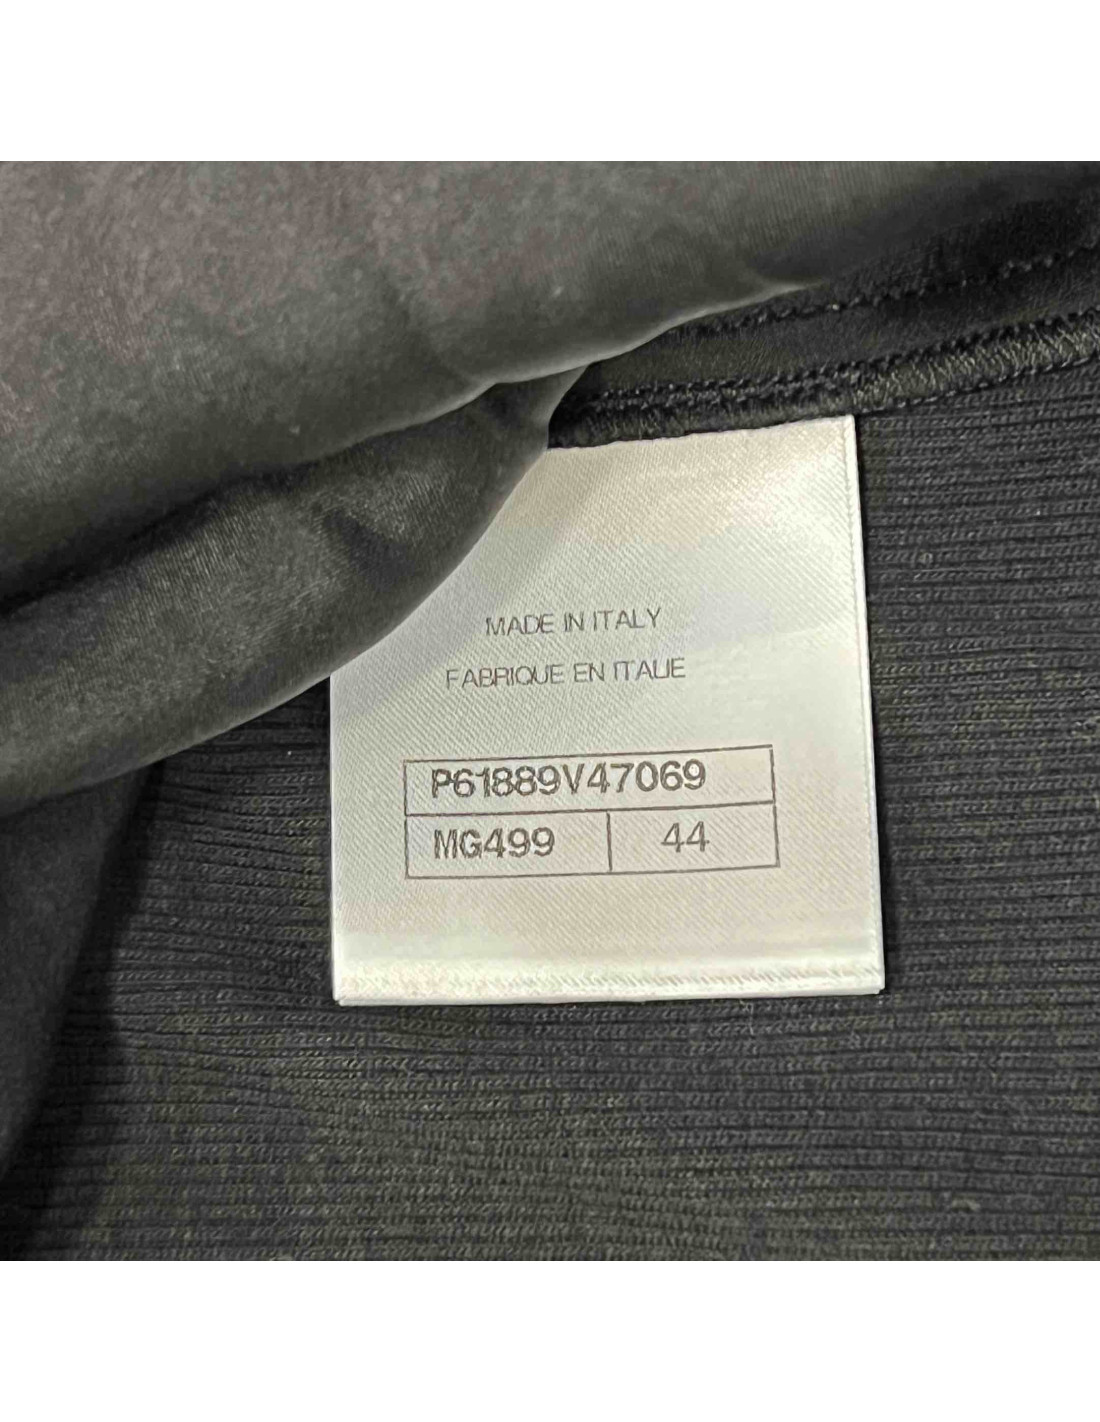 MADE IN ITALY
FABRIQUE EN ITALIE
P61889V47069
MG499 44